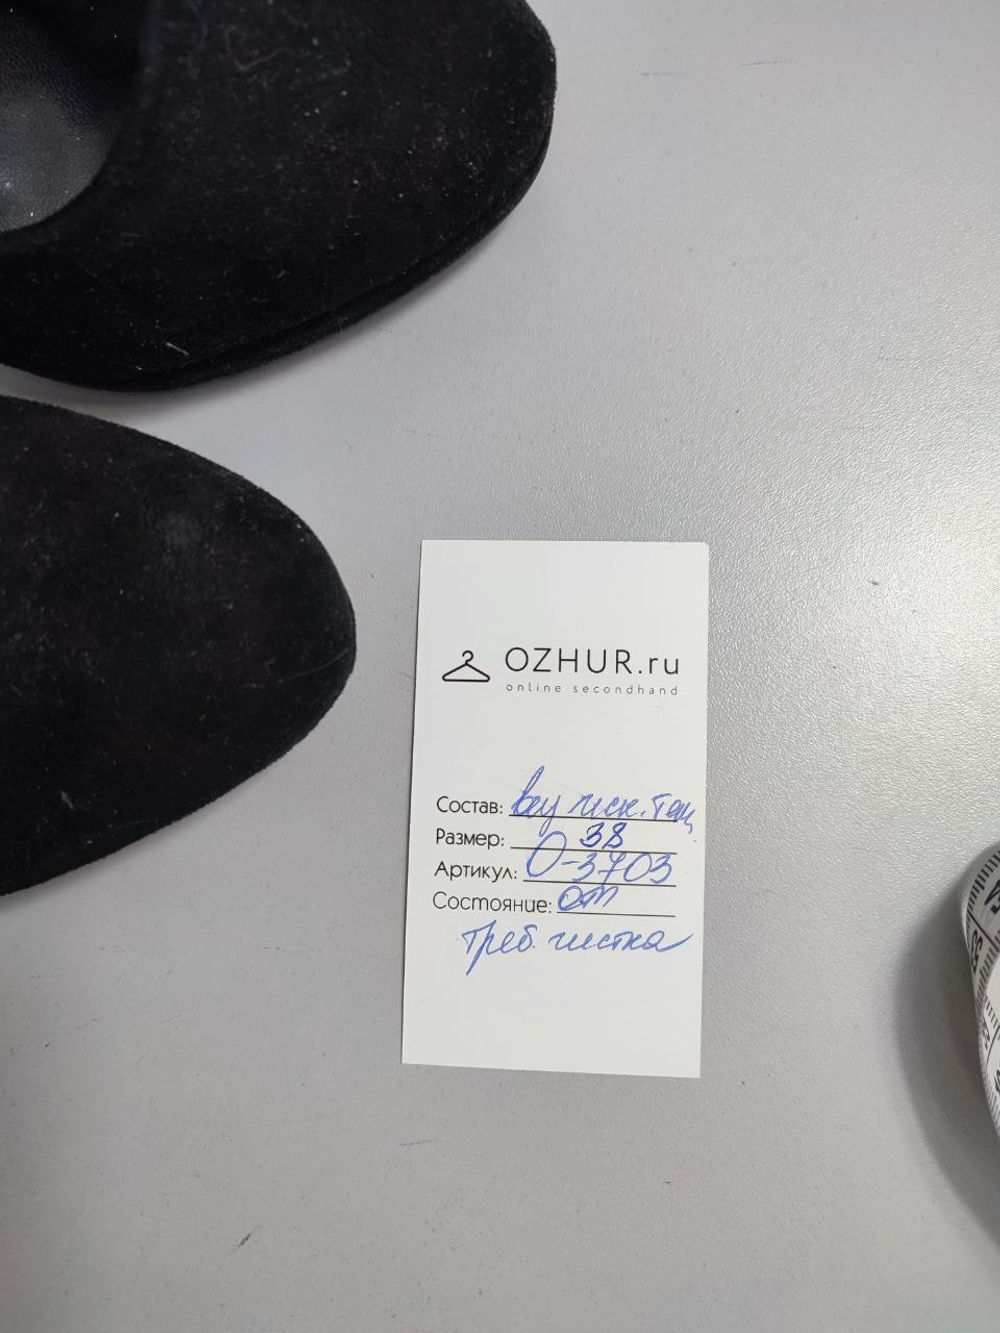 OZHUR.ru
online secondhand
Состав: иск.
Размер: 38
Артикул: О-3703
Состояние: от
треб. чистка